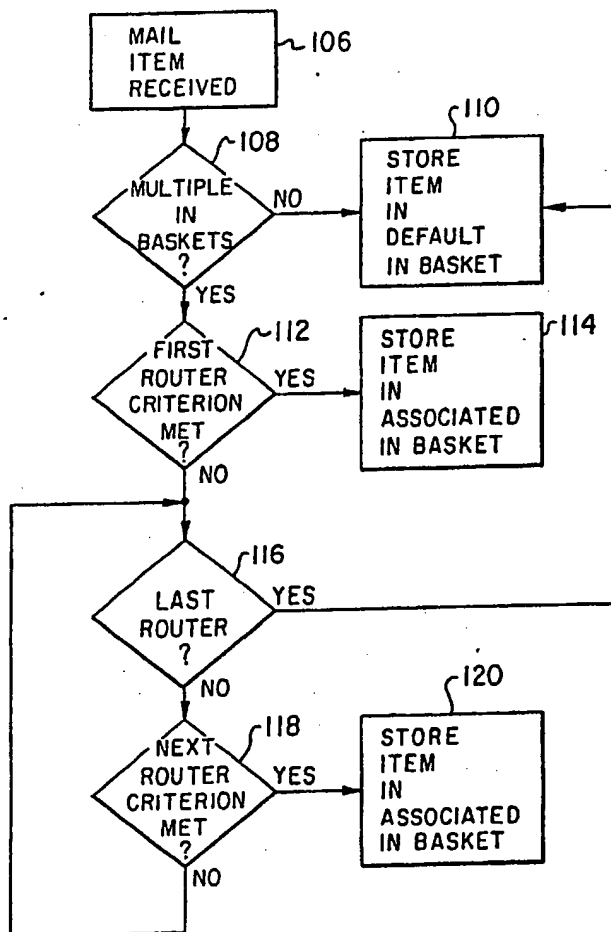 MAIL
ITEM
RECEIVED
106
108
MULTIPLE
IN
BASKETS
?
NO
YES
110
STORE
ITEM
IN
DEFAULT
IN BASKET
112
FIRST
ROUTER
CRITERION
MET
?
YES
NO
114
STORE
ITEM
IN
ASSOCIATED
IN BASKET
116
LAST
ROUTER
?
YES
NO
118
NEXT
ROUTER
CRITERION
MET
?
YES
NO
120
STORE
ITEM
IN
ASSOCIATED
IN BASKET